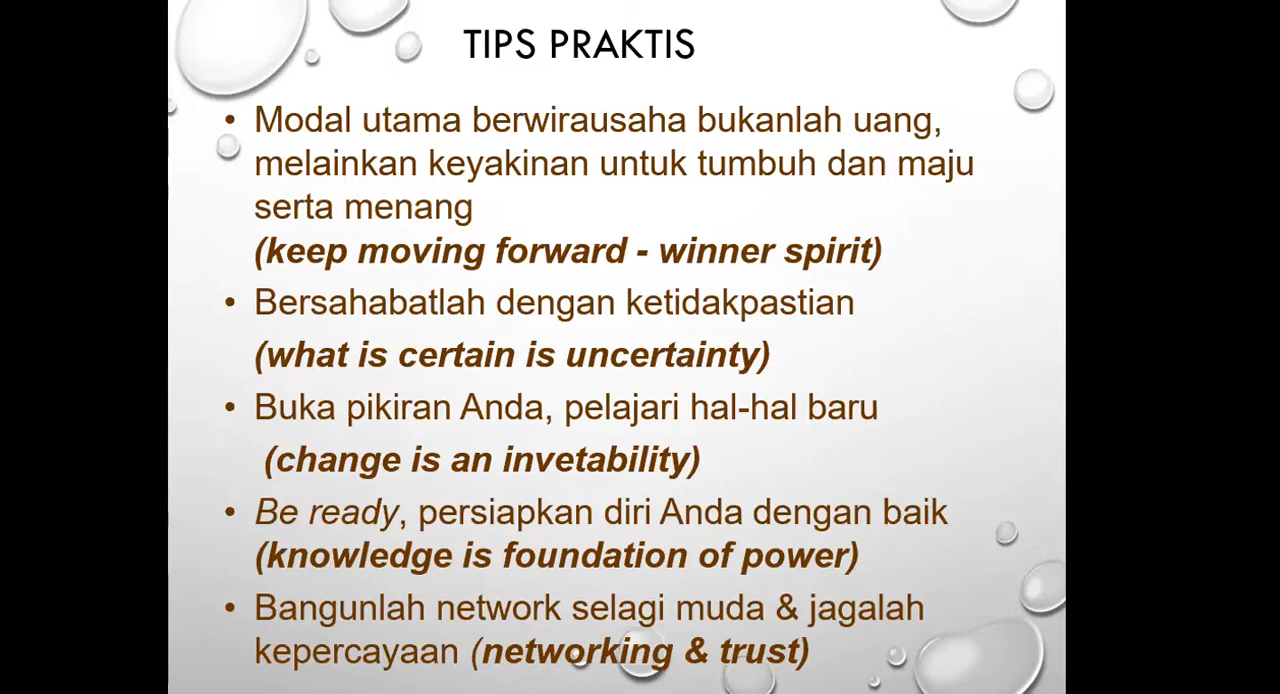 TIPS PRAKTIS
• Modal utama berwirausaha bukanlah uang,
melainkan keyakinan untuk tumbuh dan maju
serta menang
(keep moving forward - winner spirit)
• Bersahabatlah dengan ketidakpastian
(what is certain is uncertainty)
• Buka pikiran Anda, pelajari hal-hal baru
(change is an invetability)
• Be ready, persiapkan diri Anda dengan baik
(knowledge is foundation of power)
• Bangunlah network selagi muda & jagalah
kepercayaan (networking & trust)